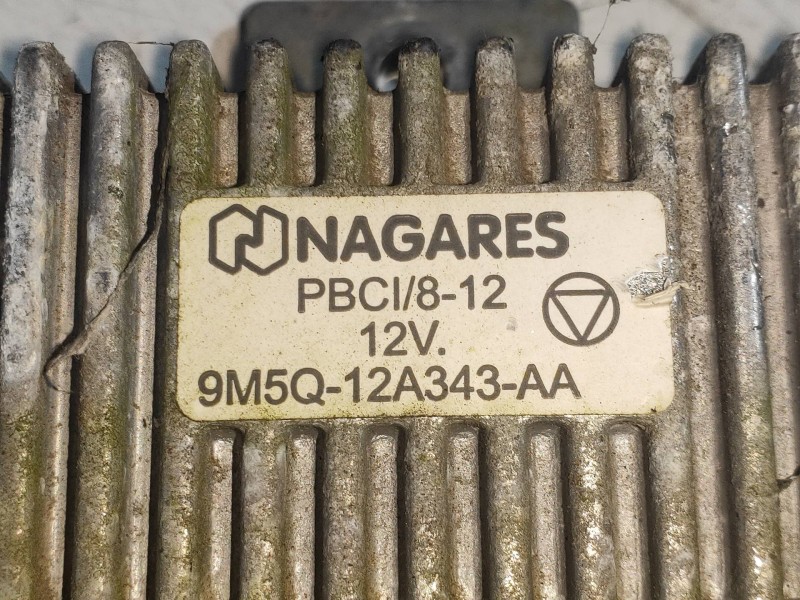 NAGARES
PBCI/8-12
12V.
9M5Q-12A343-AA